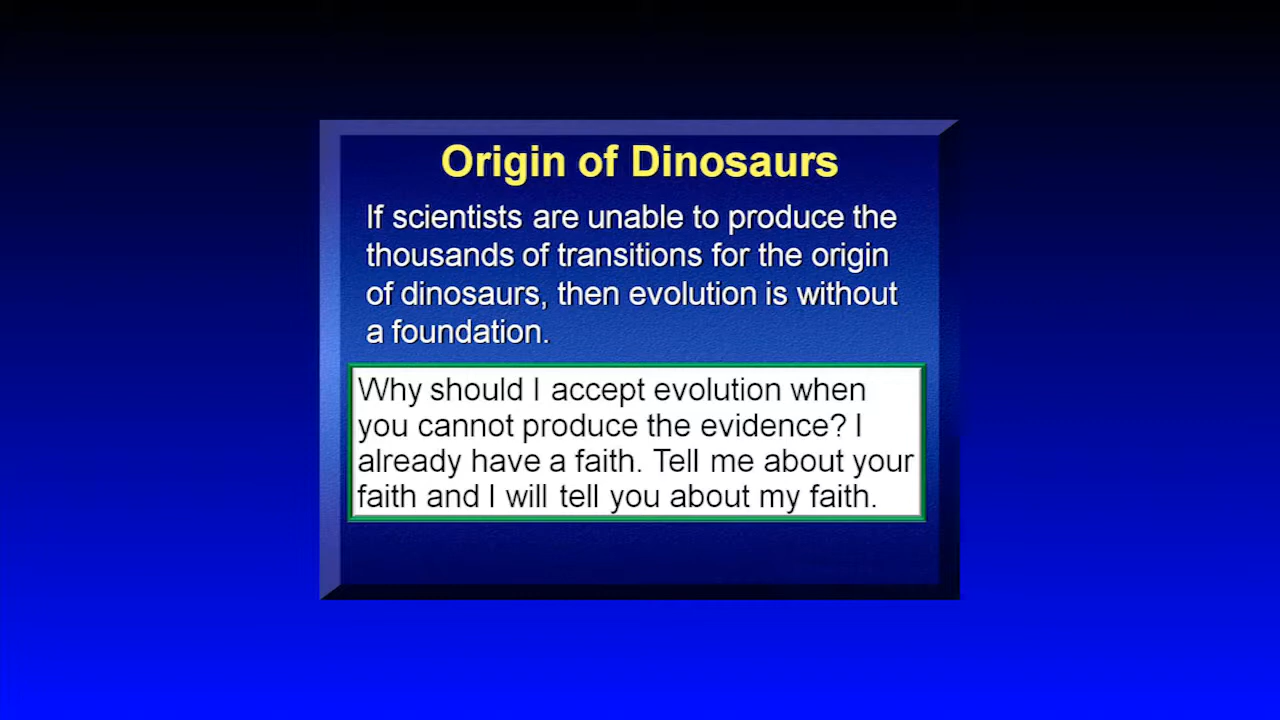 Origin of Dinosaurs
If scientists are unable to produce the
thousands of transitions for the origin
of dinosaurs, then evolution is without
a foundation.
Why should I accept evolution when
you cannot produce the evidence? I
already have a faith. Tell me about your
faith and I will tell you about my faith.